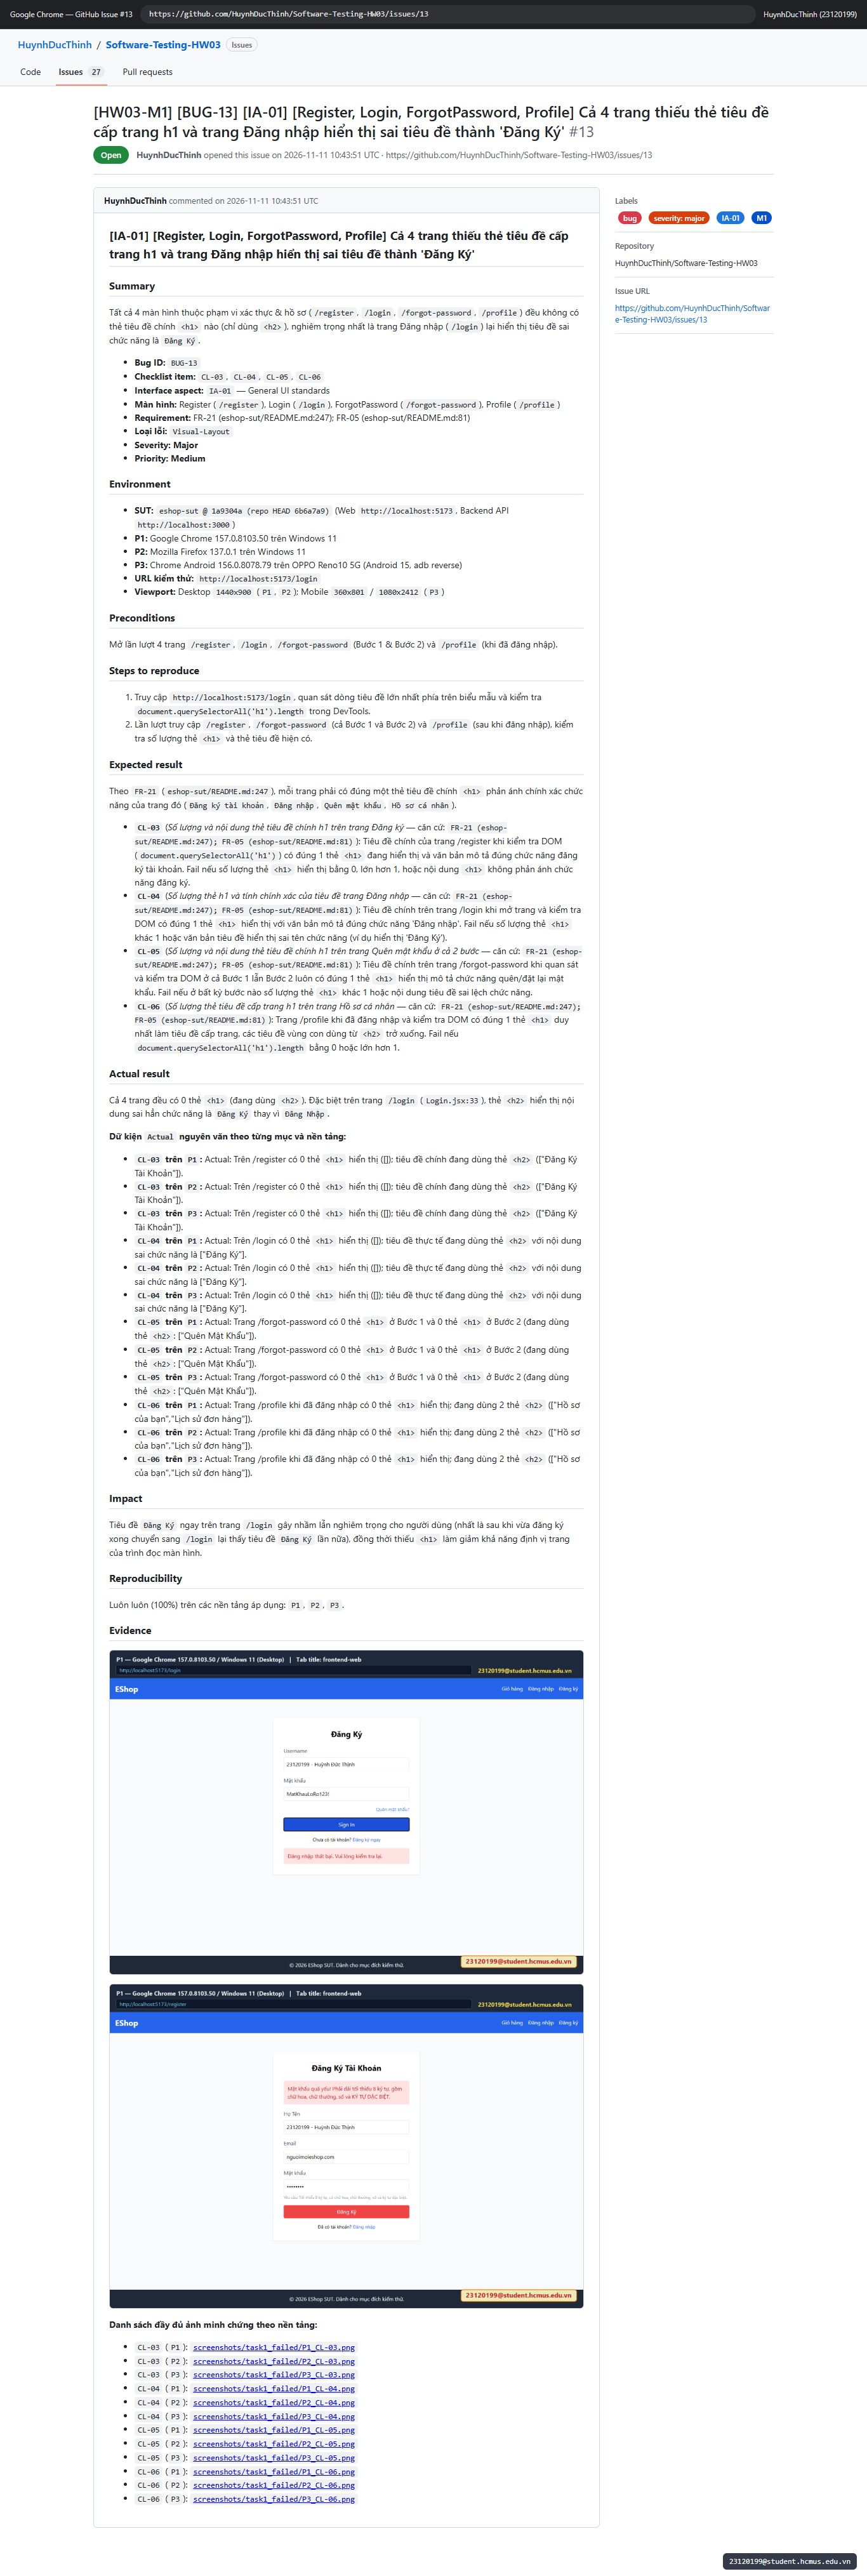 Google Chrome — GitHub Issue #13
https://github.com/HuynhDucThinh/Software-Testing-HW03/issues/13
HuynhDucThinh (23120199)
HuynhDucThinh / Software-Testing-HW03 Issues
Code Issues 27 Pull requests
[HW03-M1] [BUG-13] [IA-01] [Register, Login, ForgotPassword, Profile] Cả 4 trang thiếu thẻ tiêu đề
cấp trang h1 và trang Đăng nhập hiển thị sai tiêu đề thành 'Đăng Ký' #13
Open HuynhDucThinh opened this issue on 2026-11-11 10:43:51 UTC · https://github.com/HuynhDucThinh/Software-Testing-HW03/issues/13
HuynhDucThinh commented on 2026-11-11 10:43:51 UTC
[IA-01] [Register, Login, ForgotPassword, Profile] Cả 4 trang thiếu thẻ tiêu đề cấp
trang h1 và trang Đăng nhập hiển thị sai tiêu đề thành 'Đăng Ký'
Summary
Tất cả 4 màn hình thuộc phạm vi xác thực & hồ sơ ( /register , /login , /forgot-password , /profile ) đều không có
thẻ tiêu đề chính <h1> nào (chỉ dùng <h2> ), nghiêm trọng nhất là trang Đăng nhập ( /login ) lại hiển thị tiêu đề sai
chức năng là Đăng Ký .
• Bug ID: BUG-13
• Checklist item: CL-03 , CL-04 , CL-05 , CL-06
• Interface aspect: IA-01 — General UI standards
• Màn hình: Register ( /register ), Login ( /login ), ForgotPassword ( /forgot-password ), Profile ( /profile )
• Requirement: FR-21 (eshop-sut/README.md:247); FR-05 (eshop-sut/README.md:81)
• Loại lỗi: Visual-Layout
• Severity: Major
• Priority: Medium
Environment
• SUT: eshop-sut @ 1a9304a (repo HEAD 6b6a7a9) (Web http://localhost:5173 , Backend API
http://localhost:3000 )
• P1: Google Chrome 157.0.8103.50 trên Windows 11
• P2: Mozilla Firefox 137.0.1 trên Windows 11
• P3: Chrome Android 156.0.8078.79 trên OPPO Reno10 5G (Android 15, adb reverse)
• URL kiểm thử: http://localhost:5173/login
• Viewport: Desktop 1440x900 ( P1 , P2 ); Mobile 360x801 / 1080x2412 ( P3 )
Preconditions
Mở lần lượt 4 trang /register , /login , /forgot-password (Bước 1 & Bước 2) và /profile (khi đã đăng nhập).
Steps to reproduce
1. Truy cập http://localhost:5173/login , quan sát dòng tiêu đề lớn nhất phía trên biểu mẫu và kiểm tra
document.querySelectorAll('h1').length trong DevTools.
2. Lần lượt truy cập /register , /forgot-password (cả Bước 1 và Bước 2) và /profile (sau khi đăng nhập), kiểm
tra số lượng thẻ <h1> và thẻ tiêu đề hiện có.
Expected result
Theo FR-21 ( eshop-sut/README.md:247 ), mỗi trang phải có đúng một thẻ tiêu đề chính <h1> phản ánh chính xác chức
năng của trang đó ( Đăng ký tài khoản , Đăng nhập , Quên mật khẩu , Hồ sơ cá nhân ).
• CL-03 (Số lượng và nội dung thẻ tiêu đề chính h1 trên trang Đăng ký — căn cứ: FR-21 (eshop-
sut/README.md:247); FR-05 (eshop-sut/README.md:81) ): Tiêu đề chính của trang /register khi kiểm tra DOM
( document.querySelectorAll('h1') ) có đúng 1 thẻ <h1> đang hiển thị và văn bản mô tả đúng chức năng đăng
ký tài khoản. Fail nếu số lượng thẻ <h1> hiển thị bằng 0, lớn hơn 1, hoặc nội dung <h1> không phản ánh chức
năng đăng ký.
• CL-04 (Số lượng thẻ h1 và tính chính xác của tiêu đề trang Đăng nhập — căn cứ: FR-21 (eshop-
sut/README.md:247); FR-05 (eshop-sut/README.md:81) ): Tiêu đề chính trên trang /login khi mở trang và kiểm tra
DOM có đúng 1 thẻ <h1> hiển thị với văn bản mô tả đúng chức năng 'Đăng nhập'. Fail nếu số lượng thẻ <h1>
khác 1 hoặc văn bản tiêu đề hiển thị sai tên chức năng (ví dụ hiển thị 'Đăng Ký').
• CL-05 (Số lượng và nội dung thẻ tiêu đề chính h1 trên trang Quên mật khẩu ở cả 2 bước — căn cứ: FR-21 (eshop-
sut/README.md:247); FR-05 (eshop-sut/README.md:81) ): Tiêu đề chính trên trang /forgot-password khi quan sát
và kiểm tra DOM ở cả Bước 1 lẫn Bước 2 luôn có đúng 1 thẻ <h1> hiển thị mô tả chức năng quên/đặt lại mật
khẩu. Fail nếu ở bất kỳ bước nào số lượng thẻ <h1> khác 1 hoặc nội dung tiêu đề sai lệch chức năng.
• CL-06 (Số lượng thẻ tiêu đề cấp trang h1 trên trang Hồ sơ cá nhân — căn cứ: FR-21 (eshop-sut/README.md:247);
FR-05 (eshop-sut/README.md:81) ): Trang /profile khi đã đăng nhập và kiểm tra DOM có đúng 1 thẻ <h1> duy
nhất làm tiêu đề cấp trang, các tiêu đề vùng con dùng từ <h2> trở xuống. Fail nếu
document.querySelectorAll('h1').length bằng 0 hoặc lớn hơn 1.
Actual result
Cả 4 trang đều có 0 thẻ <h1> (đang dùng <h2> ). Đặc biệt trên trang /login ( Login.jsx:33 ), thẻ <h2> hiển thị nội
dung sai hẳn chức năng là Đăng Ký thay vì Đăng Nhập .
Dữ kiện Actual nguyên văn theo từng mục và nền tảng:
• CL-03 trên P1 : Actual: Trên /register có 0 thẻ <h1> hiển thị ([]); tiêu đề chính đang dùng thẻ <h2> (["Đăng Ký
Tài Khoản"]).
• CL-03 trên P2 : Actual: Trên /register có 0 thẻ <h1> hiển thị ([]); tiêu đề chính đang dùng thẻ <h2> (["Đăng Ký
Tài Khoản"]).
• CL-03 trên P3 : Actual: Trên /register có 0 thẻ <h1> hiển thị ([]); tiêu đề chính đang dùng thẻ <h2> (["Đăng Ký
Tài Khoản"]).
• CL-04 trên P1 : Actual: Trên /login có 0 thẻ <h1> hiển thị ([]); tiêu đề thực tế đang dùng thẻ <h2> với nội dung
sai chức năng là ["Đăng Ký"].
• CL-04 trên P2 : Actual: Trên /login có 0 thẻ <h1> hiển thị ([]); tiêu đề thực tế đang dùng thẻ <h2> với nội dung
sai chức năng là ["Đăng Ký"].
• CL-04 trên P3 : Actual: Trên /login có 0 thẻ <h1> hiển thị ([]); tiêu đề thực tế đang dùng thẻ <h2> với nội dung
sai chức năng là ["Đăng Ký"].
• CL-05 trên P1 : Actual: Trang /forgot-password có 0 thẻ <h1> ở Bước 1 và 0 thẻ <h1> ở Bước 2 (đang dùng
thẻ <h2> : ["Quên Mật Khẩu"]).
• CL-05 trên P2 : Actual: Trang /forgot-password có 0 thẻ <h1> ở Bước 1 và 0 thẻ <h1> ở Bước 2 (đang dùng
thẻ <h2> : ["Quên Mật Khẩu"]).
• CL-05 trên P3 : Actual: Trang /forgot-password có 0 thẻ <h1> ở Bước 1 và 0 thẻ <h1> ở Bước 2 (đang dùng
thẻ <h2> : ["Quên Mật Khẩu"]).
• CL-06 trên P1 : Actual: Trang /profile khi đã đăng nhập có 0 thẻ <h1> hiển thị; đang dùng 2 thẻ <h2> (["Hồ sơ
của bạn","Lịch sử đơn hàng"]).
• CL-06 trên P2 : Actual: Trang /profile khi đã đăng nhập có 0 thẻ <h1> hiển thị; đang dùng 2 thẻ <h2> (["Hồ sơ
của bạn","Lịch sử đơn hàng"]).
• CL-06 trên P3 : Actual: Trang /profile khi đã đăng nhập có 0 thẻ <h1> hiển thị; đang dùng 2 thẻ <h2> (["Hồ sơ
của bạn","Lịch sử đơn hàng"]).
Impact
Tiêu đề Đăng Ký ngay trên trang /login gây nhầm lẫn nghiêm trọng cho người dùng (nhất là sau khi vừa đăng ký
xong chuyển sang /login lại thấy tiêu đề Đăng Ký lần nữa), đồng thời thiếu <h1> làm giảm khả năng định vị trang
của trình đọc màn hình.
Reproducibility
Luôn luôn (100%) trên các nền tảng áp dụng: P1 , P2 , P3 .
Evidence
P1 — Google Chrome 157.0.8103.50 / Windows 11 (Desktop) | Tab title: frontend-web
http://localhost:5173/login
23120199@student.hcmus.edu.vn
EShop
Giỏ hàng Đăng nhập Đăng ký
Đăng Ký
Username
23120199 - Huỳnh Đức Thịnh
Mật khẩu
MatKhauLoRo123!
Quên mật khẩu?
Sign In
Chưa có tài khoản? Đăng ký ngay
Đăng nhập thất bại. Vui lòng kiểm tra lại.
© 2026 EShop SUT. Dành cho mục đích kiểm thử.
23120199@student.hcmus.edu.vn
P1 — Google Chrome 157.0.8103.50 / Windows 11 (Desktop) | Tab title: frontend-web
http://localhost:5173/register
23120199@student.hcmus.edu.vn
EShop
Giỏ hàng Đăng nhập Đăng ký
Đăng Ký Tài Khoản
Mật khẩu quá yếu! Phải dài tối thiểu 8 ký tự, gồm
chữ hoa, chữ thường, số và KÝ TỰ ĐẶC BIỆT.
Họ Tên
23120199 - Huỳnh Đức Thịnh
Email
nguoimoieshop.com
Mật khẩu
••••••••
Đăng Ký
Đã có tài khoản? Đăng nhập
© 2026 EShop SUT. Dành cho mục đích kiểm thử.
23120199@student.hcmus.edu.vn
Danh sách đầy đủ ảnh minh chứng theo nền tảng:
• CL-03 ( P1 ): screenshots/task1_failed/P1_CL-03.png
• CL-03 ( P2 ): screenshots/task1_failed/P2_CL-03.png
• CL-03 ( P3 ): screenshots/task1_failed/P3_CL-03.png
• CL-04 ( P1 ): screenshots/task1_failed/P1_CL-04.png
• CL-04 ( P2 ): screenshots/task1_failed/P2_CL-04.png
• CL-04 ( P3 ): screenshots/task1_failed/P3_CL-04.png
• CL-05 ( P1 ): screenshots/task1_failed/P1_CL-05.png
• CL-05 ( P2 ): screenshots/task1_failed/P2_CL-05.png
• CL-05 ( P3 ): screenshots/task1_failed/P3_CL-05.png
• CL-06 ( P1 ): screenshots/task1_failed/P1_CL-06.png
• CL-06 ( P2 ): screenshots/task1_failed/P2_CL-06.png
• CL-06 ( P3 ): screenshots/task1_failed/P3_CL-06.png
Labels
bug severity: major IA-01 M1
Repository
HuynhDucThinh/Software-Testing-HW03
Issue URL
https://github.com/HuynhDucThinh/Softwar
e-Testing-HW03/issues/13
23120199@student.hcmus.edu.vn